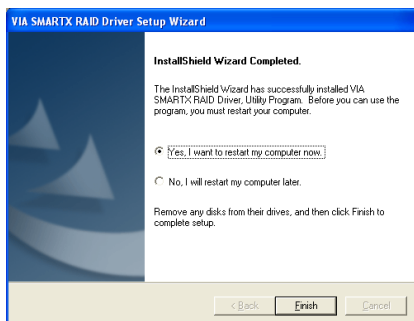 VIA SMARTX RAID Driver Setup Wizard
InstallShield Wizard Completed.
The InstallShield Wizard has successfully installed VIA
SMARTX RAID Driver, Utility Program. Before you can use the
program, you must restart your computer.
Yes, I want to restart my computer now.
No, I will restart my computer later.
Remove any disks from their drives, and then click Finish to
complete setup.
< Back
Finish
Cancel